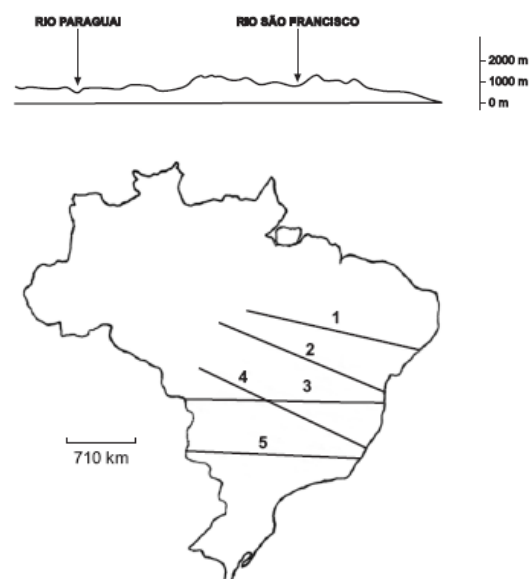 RIO PARAGUAI
RIO SÃO FRANCISCO
2000 m
1000 m
0 m
1
2
4
3
5
710 km